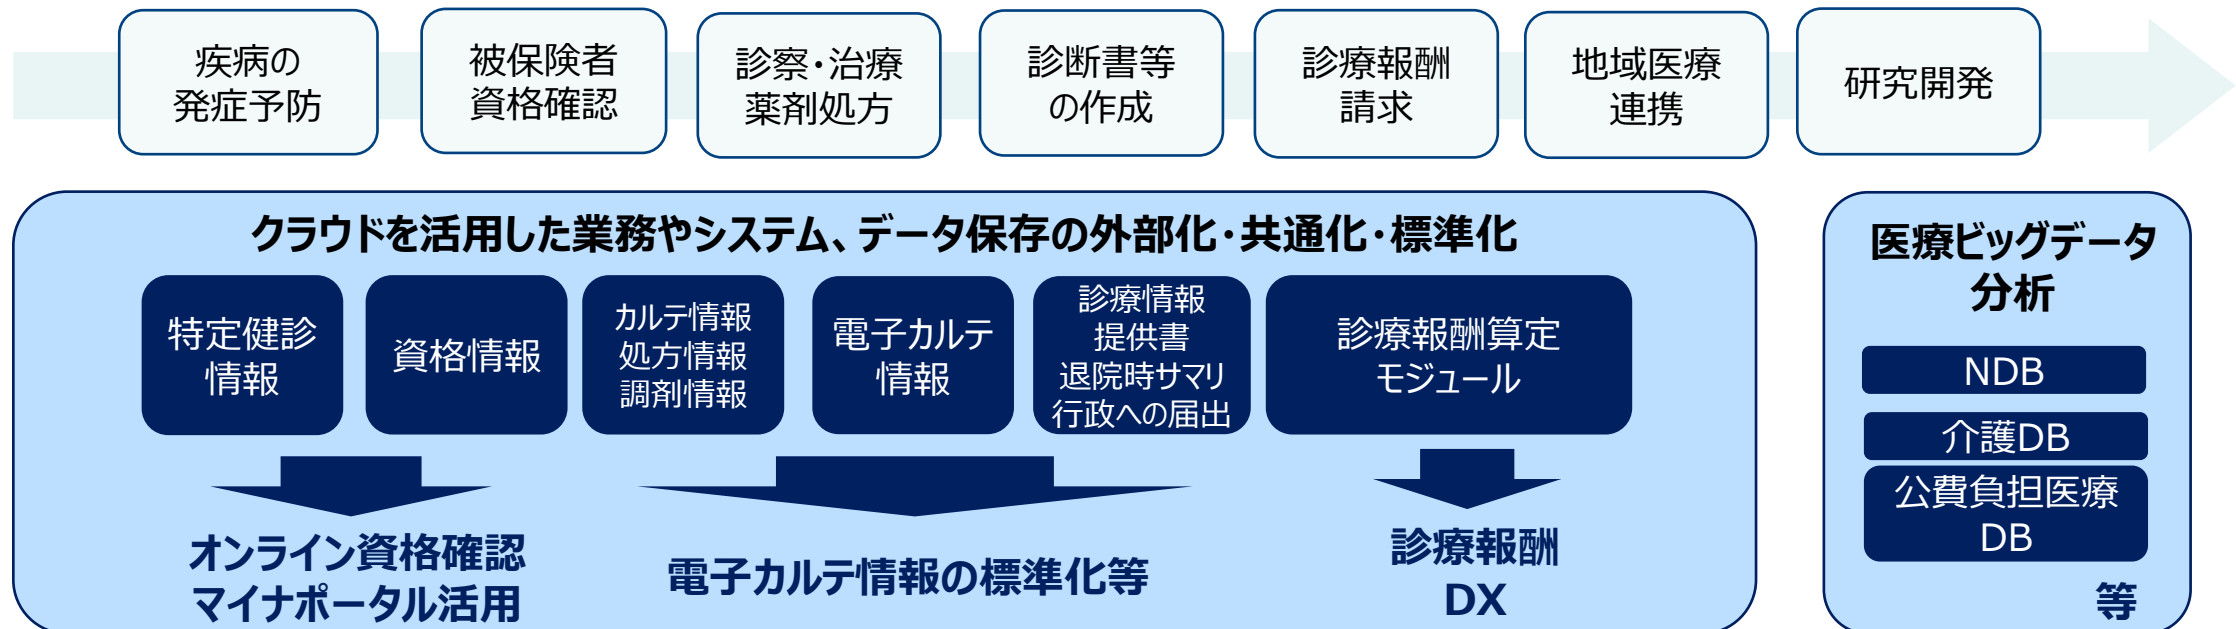 疾病の
発症予防
被保険者
資格確認
診察・治療
薬剤処方
診断書等
の作成
診療報酬
請求
地域医療
連携
研究開発
クラウドを活用した業務やシステム、データ保存の外部化・共通化・標準化
特定健診
情報
資格情報
カルテ情報
処方情報
調剤情報
電子カルテ
情報
診療情報
提供書
退院時サマリ
行政への届出
診療報酬算定
モジュール
オンライン資格確認
マイナポータル活用
電子カルテ情報の標準化等
診療報酬
DX
医療ビッグデータ
分析
NDB
介護DB
公費負担医療
DB
等